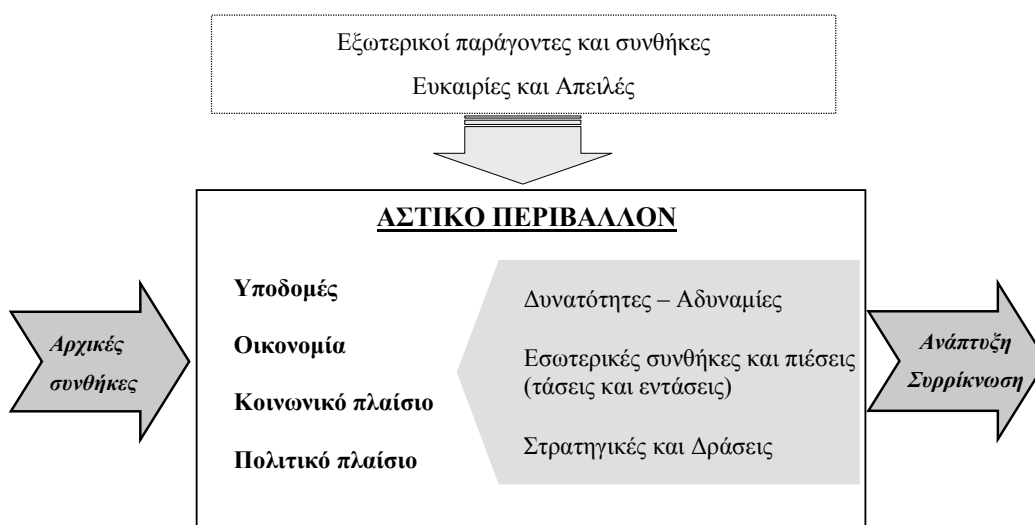 Εξωτερικοί παράγοντες και συνθήκες
Ευκαιρίες και Απειλές
ΑΣΤΙΚΟ ΠΕΡΙΒΑΛΛΟΝ
Αρχικές
συνθήκες
Υποδομές
Οικονομία
Κοινωνικό πλαίσιο
Πολιτικό πλαίσιο
Δυνατότητες – Αδυναμίες
Εσωτερικές συνθήκες και πιέσεις
(τάσεις και εντάσεις)
Στρατηγικές και Δράσεις
Ανάπτυξη
Συρρίκνωση